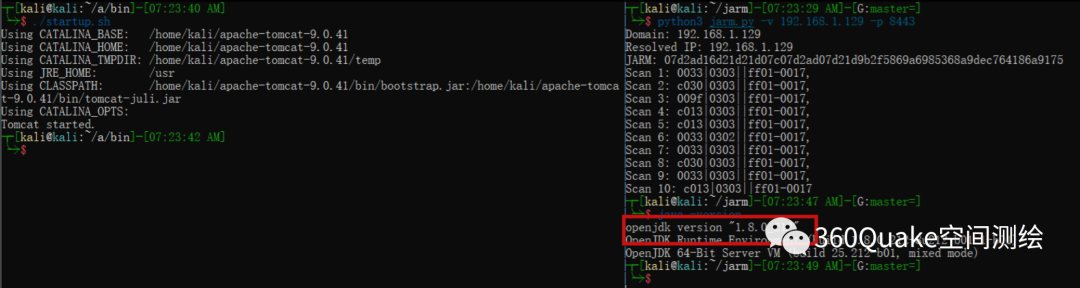 [kali@kali:~/a/bin]-[07:23:40 AM]
$ ./startup.sh
Using CATALINA_BASE: /home/kali/apache-tomcat-9.0.41
Using CATALINA_HOME: /home/kali/apache-tomcat-9.0.41
Using CATALINA_TMPDIR: /home/kali/apache-tomcat-9.0.41/temp
Using JRE_HOME: /usr
Using CLASSPATH: /home/kali/apache-tomcat-9.0.41/bin/bootstrap.jar:/home/kali/apache-tomca
t-9.0.41/bin/tomcat-juli.jar
Using CATALINA_OPTS:
Tomcat started.
[kali@kali:~/a/bin]-[07:23:42 AM]
$
[kali@kali:~/jarm]-[07:23:29 AM]-[G:master=]
$ python3 jarm.py -v 192.168.1.129 -p 8443
Domain: 192.168.1.129
Resolved IP: 192.168.1.129
JARM: 07d2ad16d21d21d07c07d2ad07d21d9b2f5869a6985368a9dec764186a9175
Scan 1: 0033|0303||ff01-0017,
Scan 2: c030|0303||ff01-0017,
Scan 3: 009f|0303||ff01-0017,
Scan 4: c013|0303||ff01-0017,
Scan 5: c013|0303||ff01-0017,
Scan 6: 0033|0302||ff01-0017,
Scan 7: 0033|0303||ff01-0017,
Scan 8: c030|0303||ff01-0017,
Scan 9: 0033|0303||ff01-0017,
Scan 10: c013|0303||ff01-0017
[kali@kali:~/jarm]-[07:23:47 AM]-[G:master=]
$ java -version
openjdk version "1.8.0
OpenJDK Runtime
OpenJDK 64-Bit Server VM (build 25.212-b01, mixed mode)
[kali@kali:~/jarm]-[07:23:49 AM]-[G:master=]
$
360Quake空间测绘